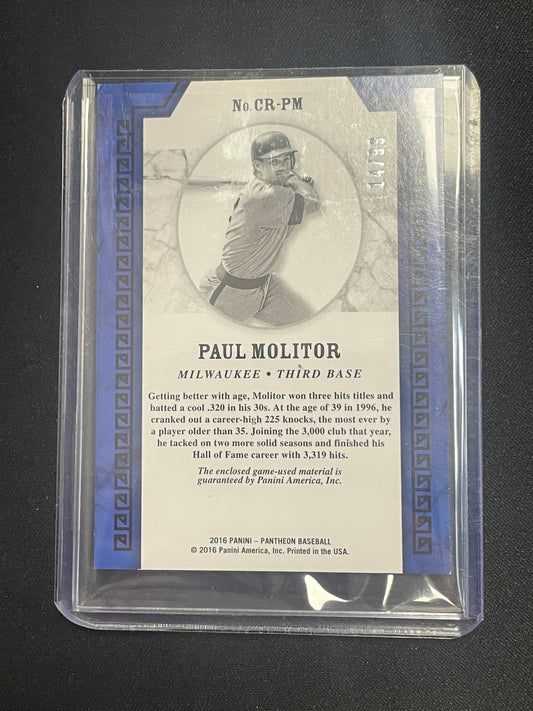 No. CR-PM
14/99
PAUL MOLITOR
MILWAUKEE • THIRD BASE
Getting better with age, Molitor won three hits titles and
batted a cool .320 in his 30s. At the age of 39 in 1996, he
cranked out a career-high 225 knocks, the most ever by
a player older than 35. Joining the 3,000 club that year,
he tacked on two more solid seasons and finished his
Hall of Fame career with 3,319 hits.
The enclosed game-used material is
guaranteed by Panini America, Inc.
2016 PANINI – PANTHEON BASEBALL
© 2016 Panini America, Inc. Printed in the USA.